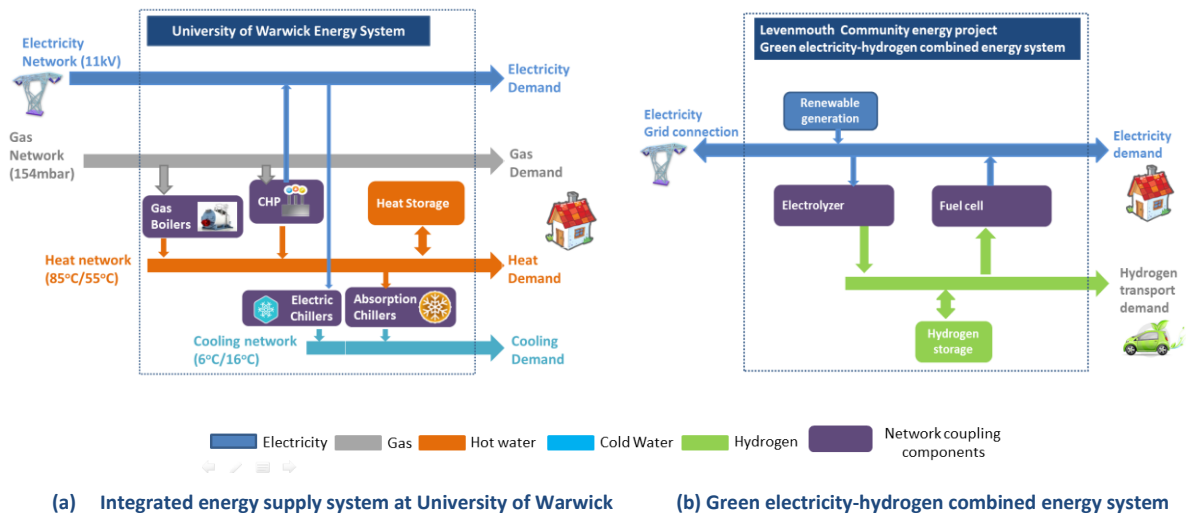 University of Warwick Energy System
Electricity
Network (11kV)
Electricity
Demand
Gas
Network
(154mbar)
Gas
Demand
Gas
Boilers
CHP
Heat Storage
Heat network
(85°C/55°C)
Heat
Demand
Electric
Chillers
Absorption
Chillers
Cooling network
(6°C/16°C)
Cooling
Demand
Levenmouth Community energy project
Green electricity-hydrogen combined energy system
Renewable
generation
Electricity
Grid connection
Electricity
demand
Electrolyzer
Fuel cell
Hydrogen
transport
demand
Hydrogen
storage
Electricity
Gas
Hot water
Cold Water
Hydrogen
Network coupling
components
(a) Integrated energy supply system at University of Warwick
(b) Green electricity-hydrogen combined energy system